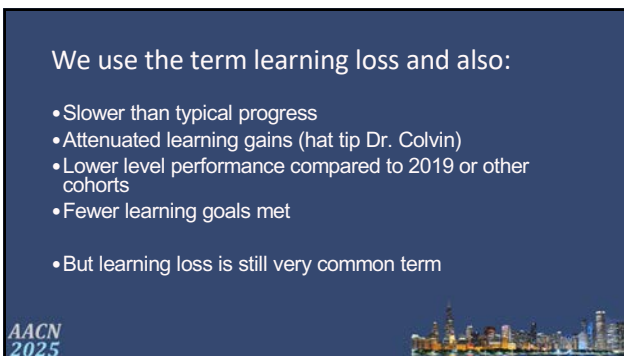 We use the term learning loss and also:
•Slower than typical progress
•Attenuated learning gains (hat tip Dr. Colvin)
•Lower level performance compared to 2019 or other
cohorts
•Fewer learning goals met
•But learning loss is still very common term
AACN
2025